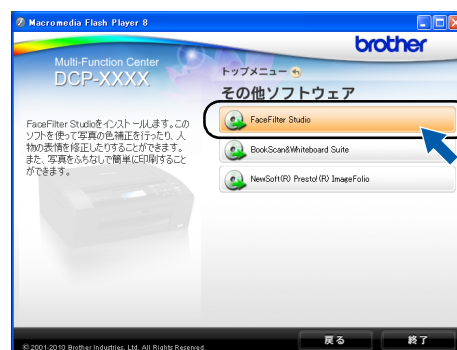 Macromedia Flash Player 8
brother
Multi-Function Center
DCP-XXXX
トップメニュー
その他ソフトウェア
FaceFilter Studioをインストールします。この
ソフトを使って写真の色補正を行ったり、人
物の表情を修正したりすることができます。
また、写真をふちなしで簡単に印刷すること
ができます。
FaceFilter Studio
BookScan&Whiteboard Suite
NewSoft(R) Presto!(R) ImageFolio
戻る
終了
© 2001-2010 Brother Industries, Ltd. All Rights Reserved.